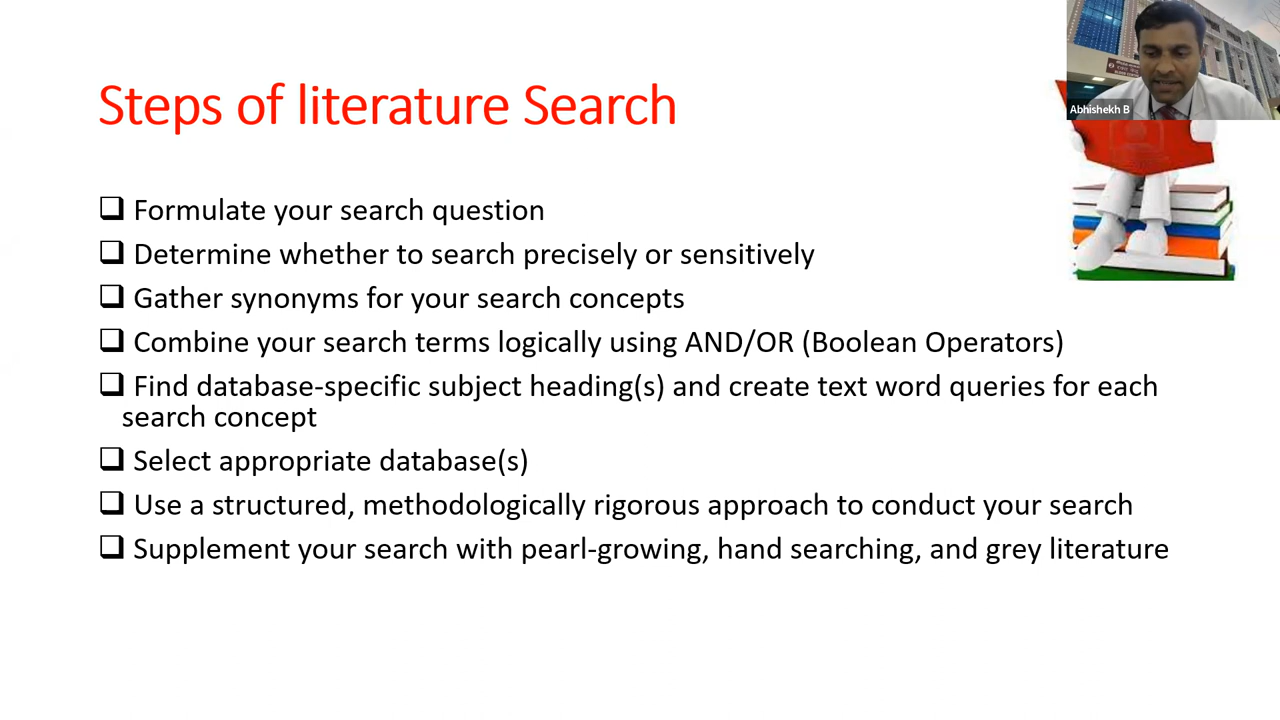 Steps of literature Search
Abhishekh B
❑ Formulate your search question
❑ Determine whether to search precisely or sensitively
❑ Gather synonyms for your search concepts
❑ Combine your search terms logically using AND/OR (Boolean Operators)
❑ Find database-specific subject heading(s) and create text word queries for each
search concept
❑ Select appropriate database(s)
❑ Use a structured, methodologically rigorous approach to conduct your search
❑ Supplement your search with pearl-growing, hand searching, and grey literature